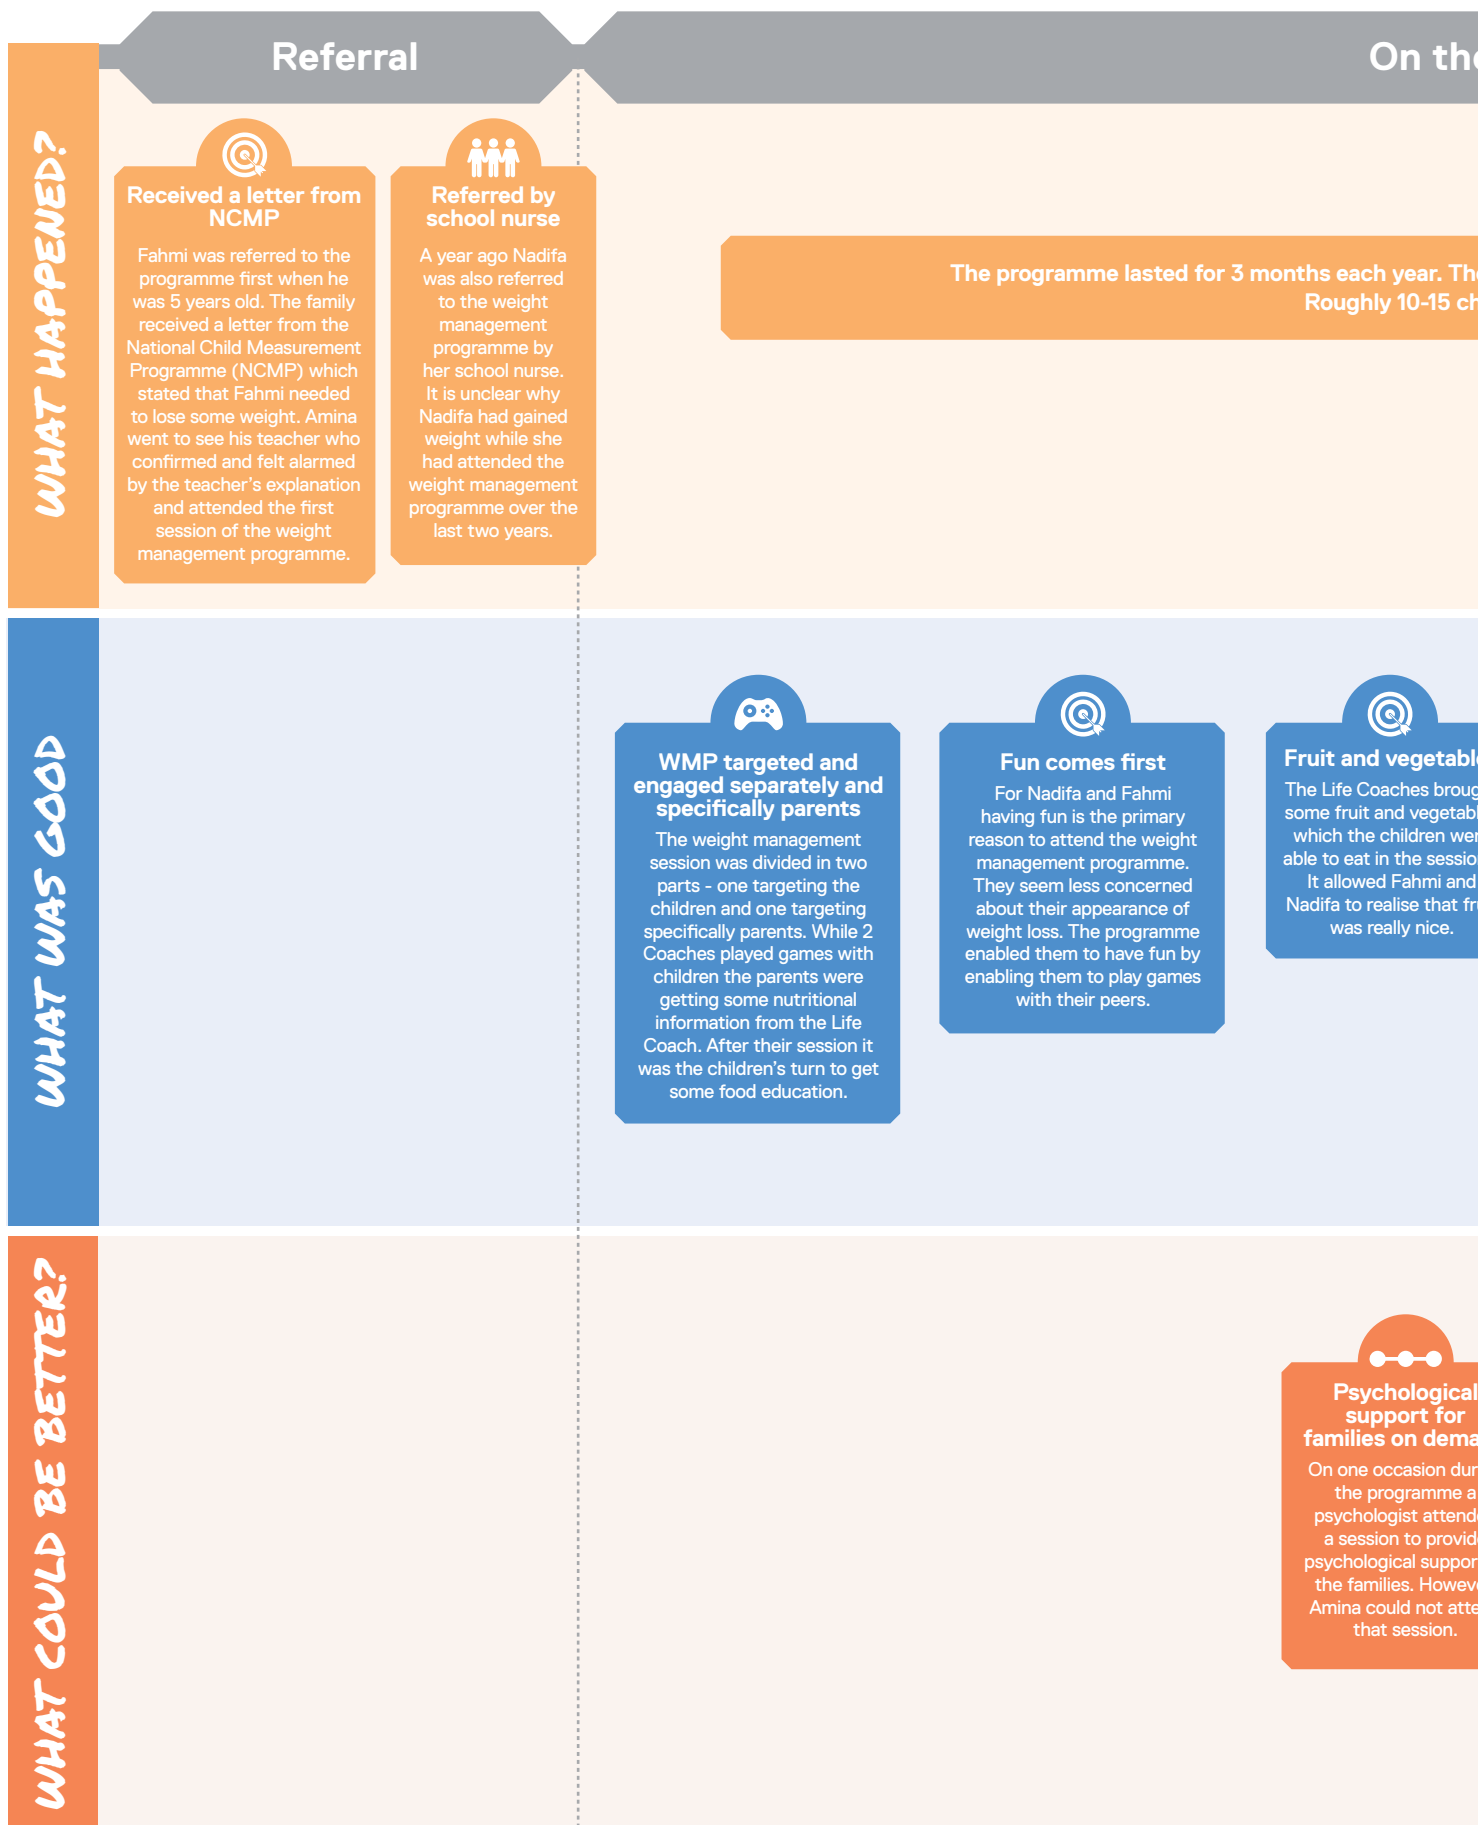 Referral
On the
WHAT HAPPENED?
Received a letter from
NCMP
Fahmi was referred to the
programme first when he
was 5 years old. The family
received a letter from the
National Child Measurement
Programme (NCMP) which
stated that Fahmi needed
to lose some weight. Amina
went to see his teacher who
confirmed and felt alarmed
by the teacher's explanation
and attended the first
session of the weight
management programme.
Referred by
school nurse
A year ago Nadifa
was also referred
to the weight
management
programme by
her school nurse.
It is unclear why
Nadifa had gained
weight while she
had attended the
weight management
programme over the
last two years.
The programme lasted for 3 months each year. The
Roughly 10-15 ch
WHAT WAS GOOD
WMP targeted and
engaged separately and
specifically parents
The weight management
session was divided in two
parts - one targeting the
children and one targeting
specifically parents. While 2
Coaches played games with
children the parents were
getting some nutritional
information from the Life
Coach. After their session it
was the children's turn to get
some food education.
Fun comes first
For Nadifa and Fahmi
having fun is the primary
reason to attend the weight
management programme.
They seem less concerned
about their appearance of
weight loss. The programme
enabled them to have fun by
enabling them to play games
with their peers.
Fruit and vegetable
The Life Coaches broug
some fruit and vegetabl
which the children wer
able to eat in the sessio
It allowed Fahmi and
Nadifa to realise that fru
was really nice.
WHAT COULD BE BETTER?
Psychological
support for
families on dema
On one occasion dur
the programme a
psychologist attend
a session to provide
psychological suppor
the families. Howeve
Amina could not atte
that session.